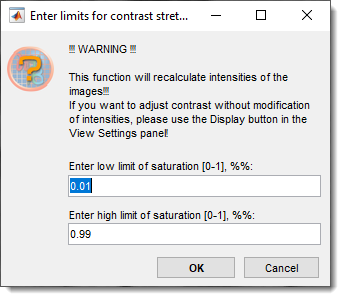 Enter limits for contrast stret...
!! WARNING !!
This function will recalculate intensities of the
images!!!
If you want to adjust contrast without modification
of intensities, please use the Display button in the
View Settings panel!
Enter low limit of saturation [0-1], %%:
0.01
Enter high limit of saturation [0-1], %%:
0.99
OK
Cancel